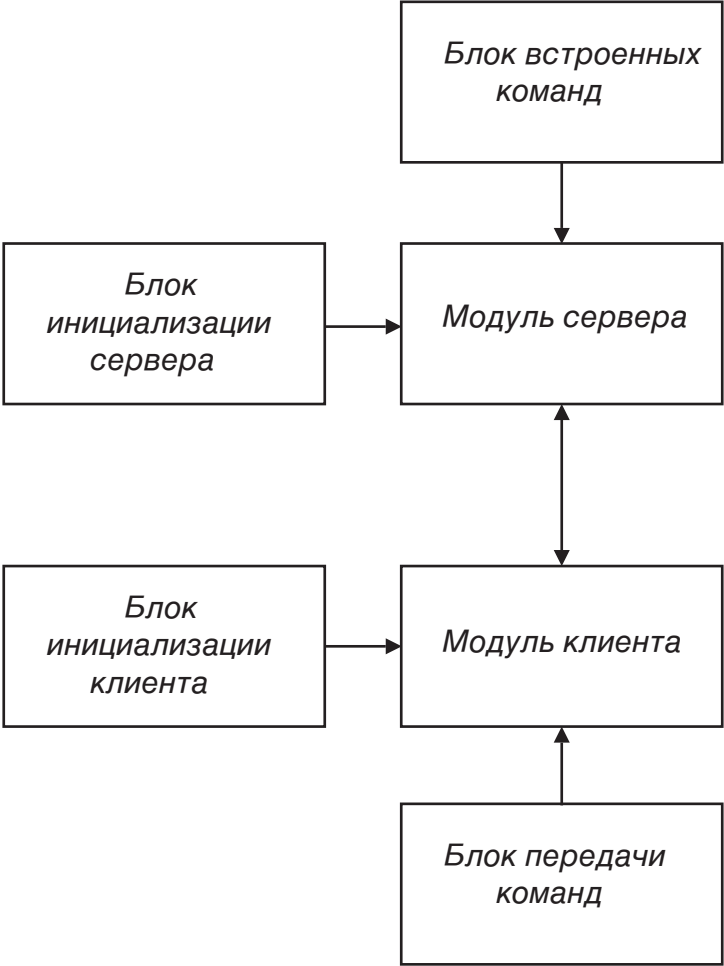 Блок встроенных
команд
Блок
инициализации
сервера
Модуль сервера
Блок
инициализации
клиента
Модуль клиента
Блок передачи
команд